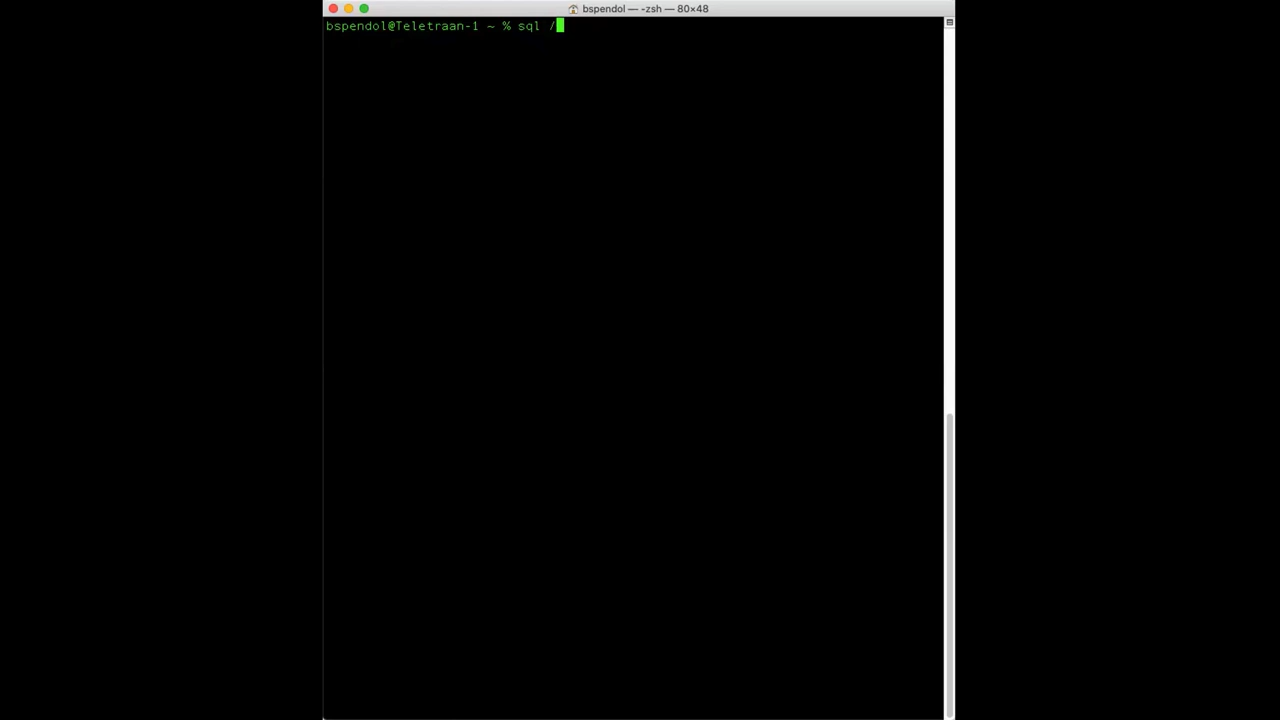 bspendol — -zsh — 80×48
bspendol@Teletraan-1 ~ % sql /